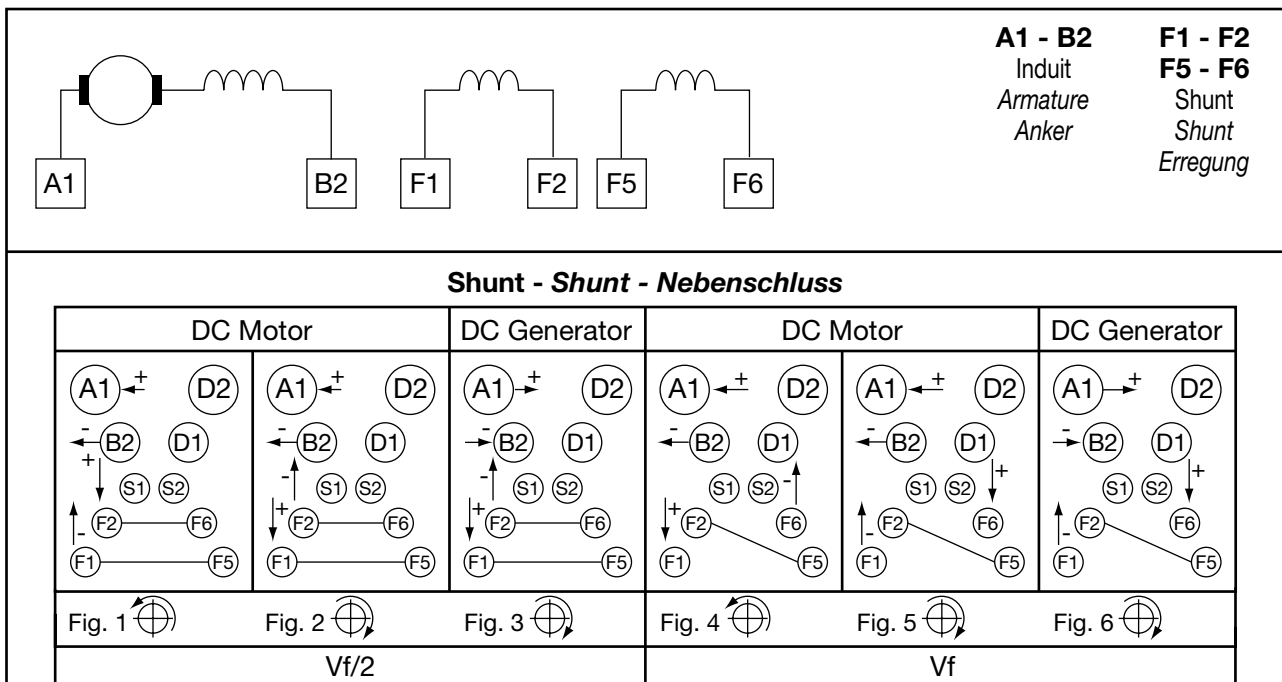 A1 - B2 F1 - F2
Induit F5 - F6
Armature Shunt
Anker Shunt
Erregung
A1 B2 F1 F2 F5 F6
Shunt - Shunt - Nebenschluss
DC Motor DC Generator DC Motor DC Generator
A1 + D2 A1 + D2 A1 + D2 A1 + D2 A1 + D2 A1 + D2
- B2 D1 - B2 D1 - B2 D1 - B2 D1 - B2 D1 - B2 D1
+ S1 S2 - S1 S2 - S1 S2 S1 S2 - S1 S2 + S1 S2 +
- F2 F6 + F2 F6 + F2 F6 + F2 F6 - F2 F6 - F2 F6
F1 F5 F1 F5 F1 F5 F1 F5 F1 F5 F1 F5
Fig. 1 Fig. 2 Fig. 3 Fig. 4 Fig. 5 Fig. 6
Vf/2 Vf